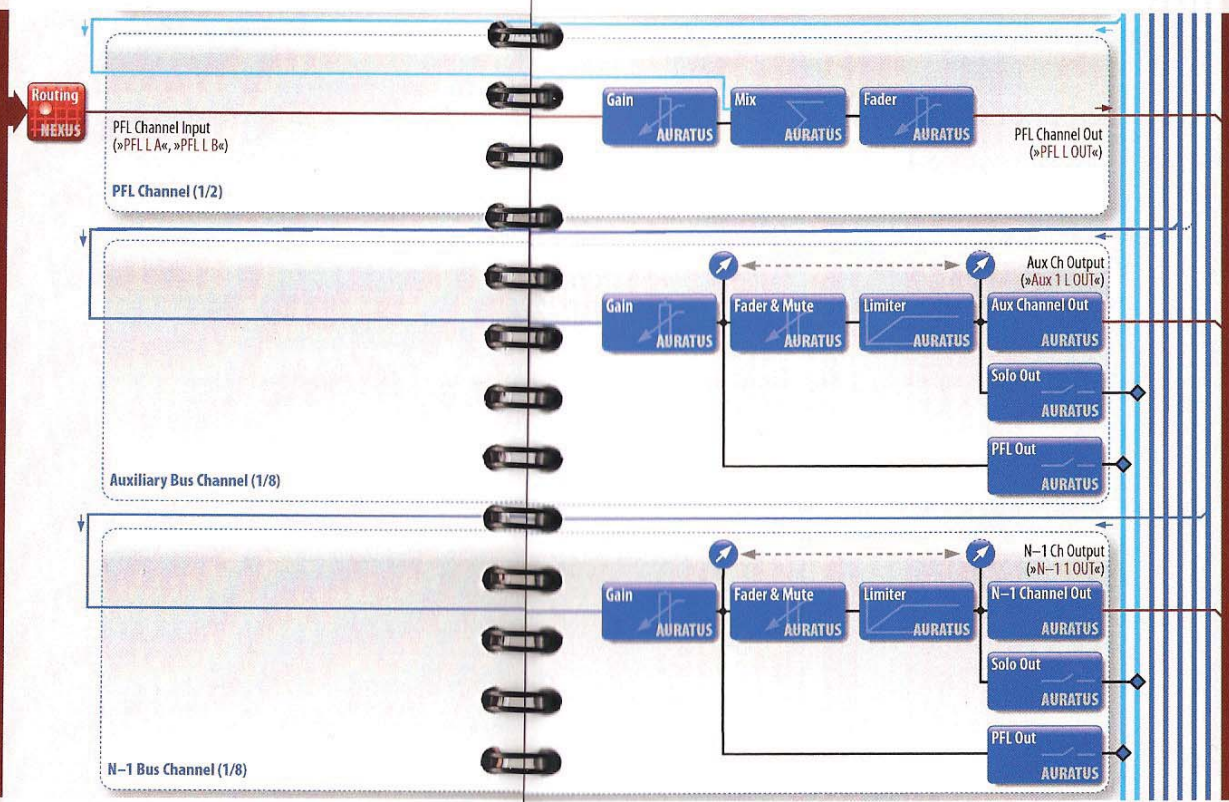 Routing
NEXUS
PFL Channel Input
(»PFL L A«, »PFL L B«)
PFL Channel (1/2)
Gain
AURATUS
Mix
AURATUS
Fader
AURATUS
PFL Channel Out
(»PFL L OUT«)
Aux Ch Output
(»Aux 1 L OUT«)
Gain
AURATUS
Fader & Mute
AURATUS
Limiter
AURATUS
Aux Channel Out
AURATUS
Solo Out
AURATUS
PFL Out
AURATUS
Auxiliary Bus Channel (1/8)
N–1 Ch Output
(»N–1 1 OUT«)
Gain
AURATUS
Fader & Mute
AURATUS
Limiter
AURATUS
N–1 Channel Out
AURATUS
Solo Out
AURATUS
PFL Out
AURATUS
N–1 Bus Channel (1/8)